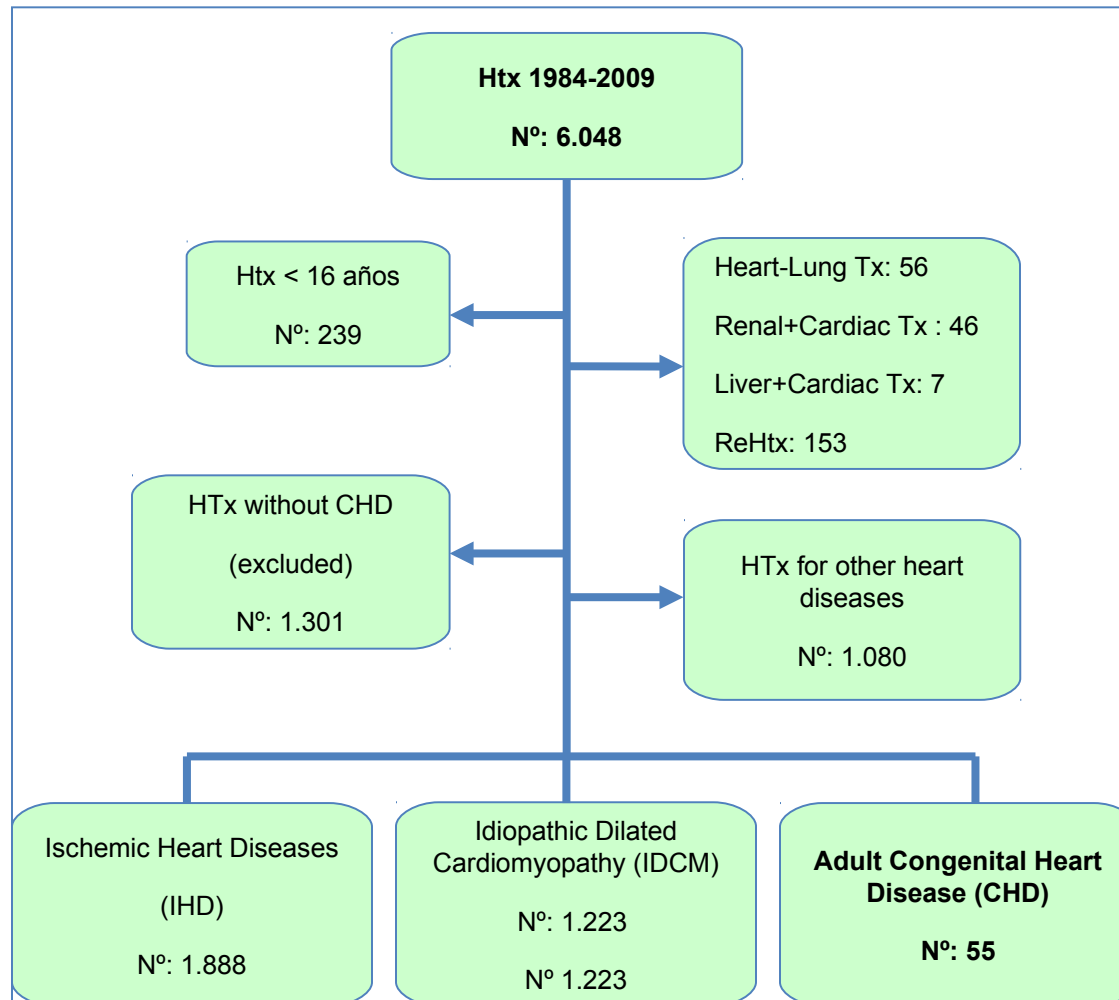 Htx 1984-2009
Nº: 6.048
Htx < 16 años
Nº: 239
Heart-Lung Tx: 56
Renal+Cardiac Tx : 46
Liver+Cardiac Tx: 7
ReHtx: 153
HTx without CHD
(excluded)
Nº: 1.301
HTx for other heart
diseases
Nº: 1.080
Ischemic Heart Diseases
(IHD)
Nº: 1.888
Idiopathic Dilated
Cardiomyopathy (IDCM)
Nº: 1.223
Nº 1.223
Adult Congenital Heart
Disease (CHD)
Nº: 55